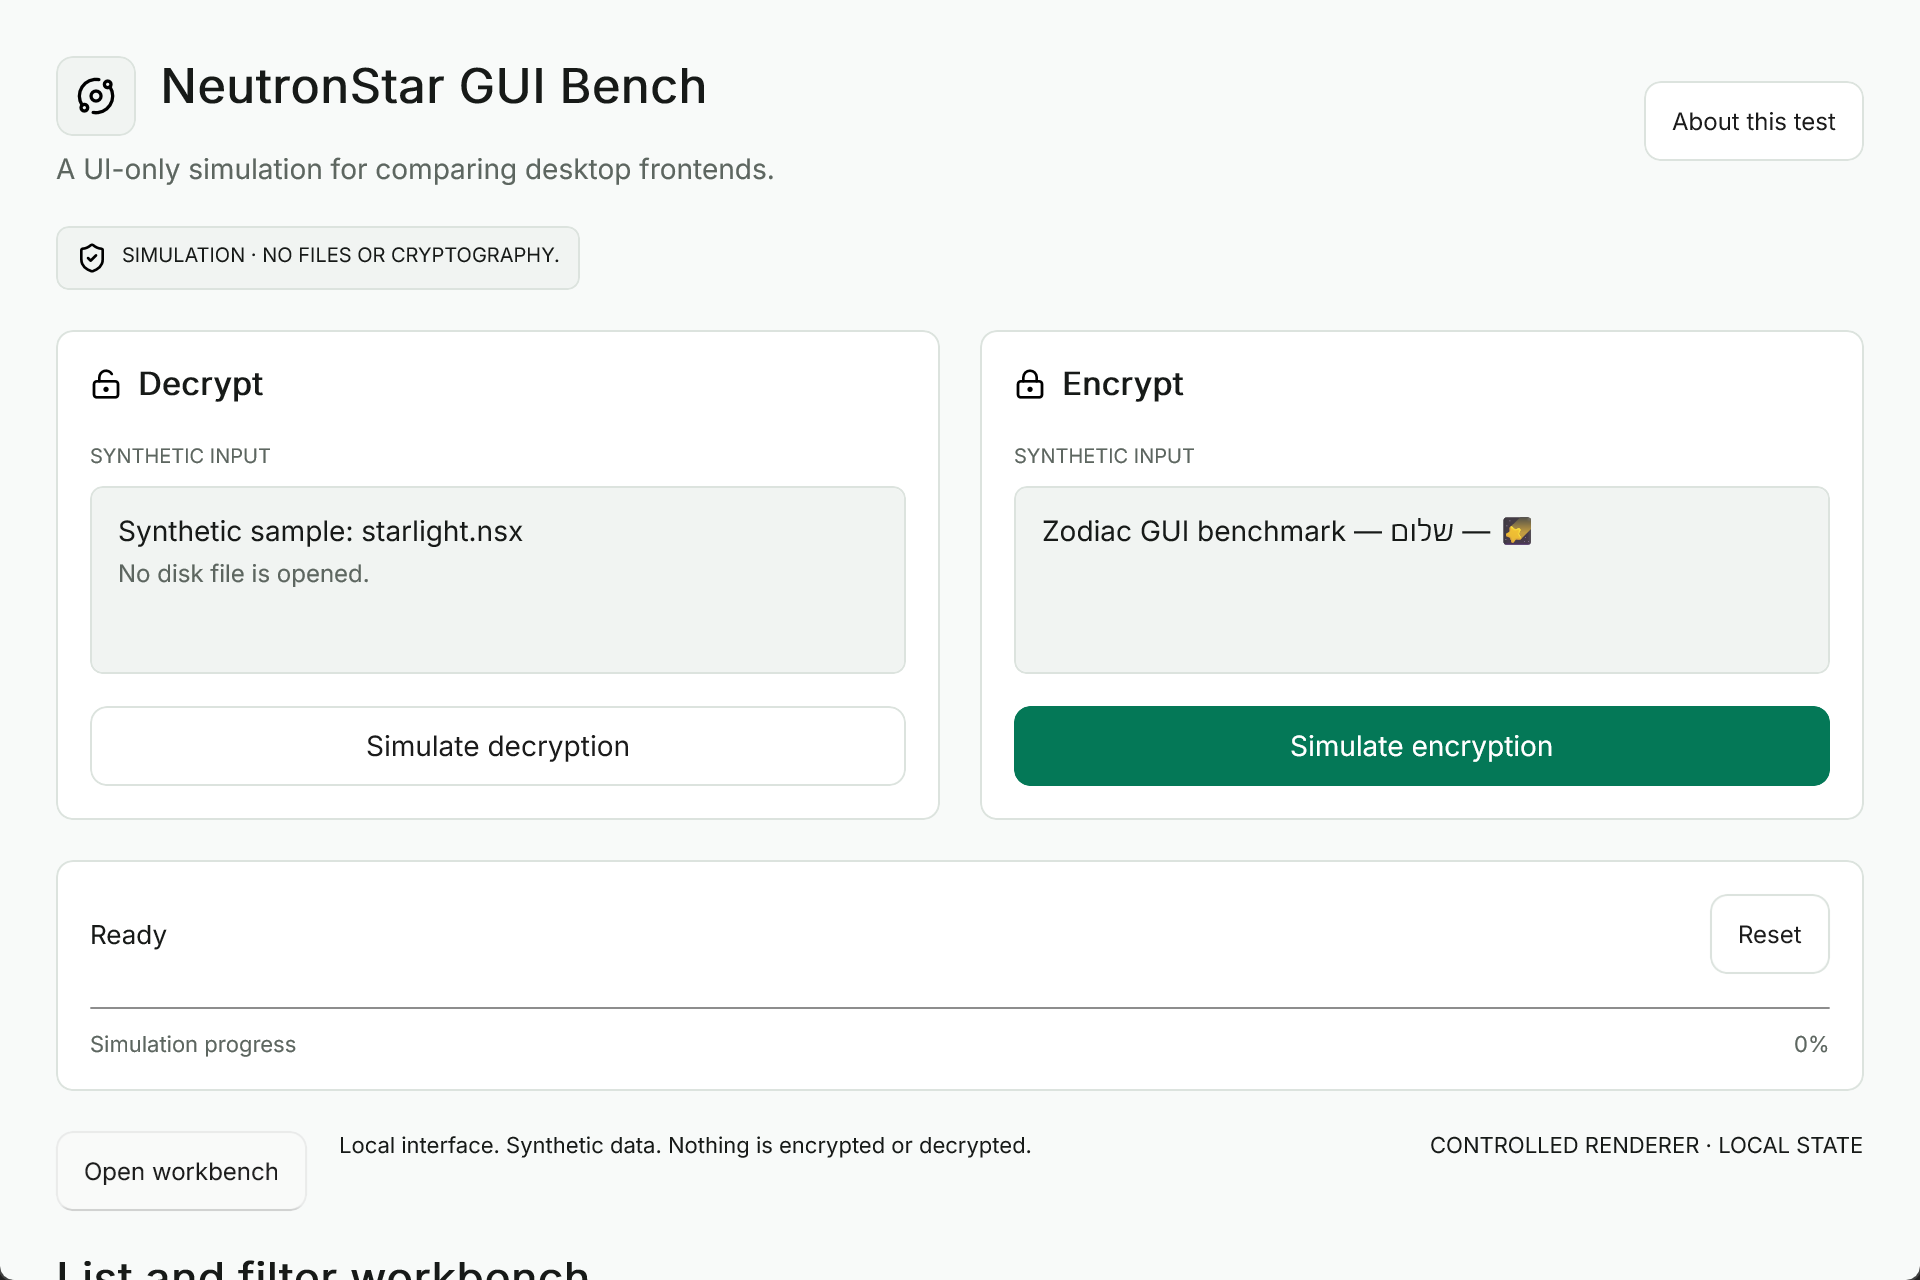 NeutronStar GUI Bench
About this test
A UI-only simulation for comparing desktop frontends.
SIMULATION · NO FILES OR CRYPTOGRAPHY.
Decrypt
SYNTHETIC INPUT
Synthetic sample: starlight.nsx
No disk file is opened.
Simulate decryption
Encrypt
SYNTHETIC INPUT
Zodiac GUI benchmark — שלום — 🌠
Simulate encryption
Ready
Reset
Simulation progress
0%
Open workbench
Local interface. Synthetic data. Nothing is encrypted or decrypted.
CONTROLLED RENDERER · LOCAL STATE
List and filter workbench